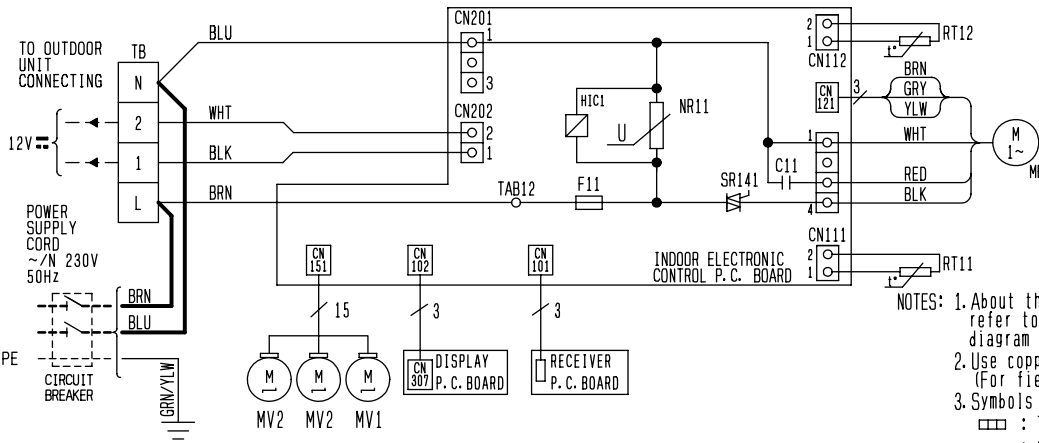 TO OUTDOOR
UNIT
CONNECTING
TB
N
2
1
L
12V
BLU
WHT
BLK
BRN
CN201
1
3
CN202
2
1
HIC1
U
NR11
TAB12
F11
SR141
C11
2
1
CN112
t°
RT12
CN
121
3
BRN
GRY
YLW
1
WHT
RED
BLK
4
M
1~
CN111
2
1
t°
RT11
INDOOR ELECTRONIC
CONTROL P.C. BOARD
POWER
SUPPLY
CORD
~/N 230V
50Hz
BRN
BLU
PE
CIRCUIT
BREAKER
GRN/YLW
CN
151
15
M
M
M
MV2
MV2
MV1
CN
102
3
CN
307
DISPLAY
P.C. BOARD
CN
101
3
RECEIVER
P.C. BOARD
NOTES: 1. About th
refer to
diagram
2. Use copp
(For fie
3. Symbols
: